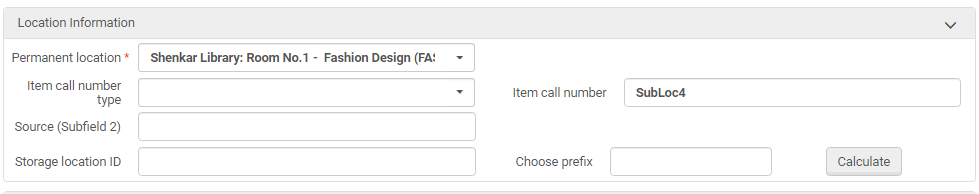 Location Information
Permanent location * Shenkar Library: Room No.1 - Fashion Design (FAS
Item call number type
Item call number SubLoc4
Source (Subfield 2)
Storage location ID Choose prefix Calculate